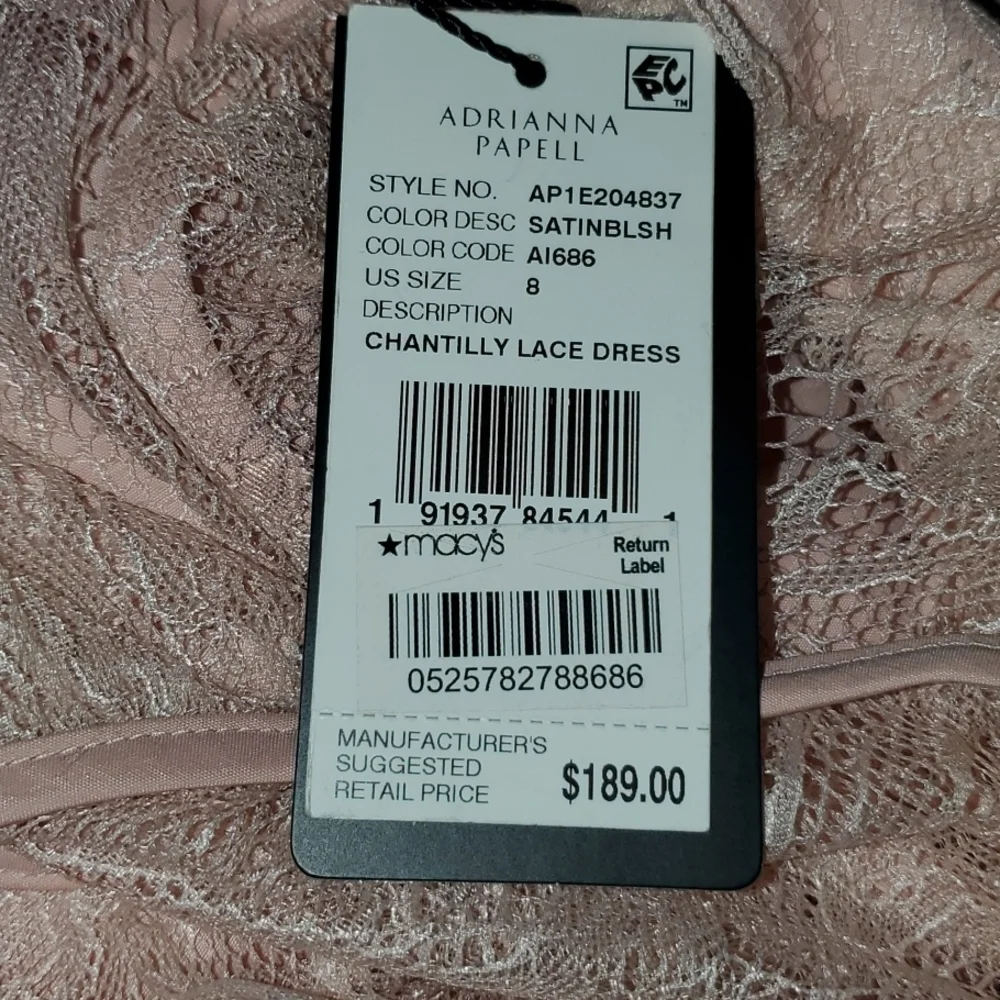 EPC
TM
ADRIANNA
PAPELL
STYLE NO. AP1E204837
COLOR DESC SATINBLSH
COLOR CODE AI686
US SIZE 8
DESCRIPTION
CHANTILLY LACE DRESS
1 91937 84544 1
★macy's Return
Label
0525782788686
MANUFACTURER'S
SUGGESTED
RETAIL PRICE $189.00